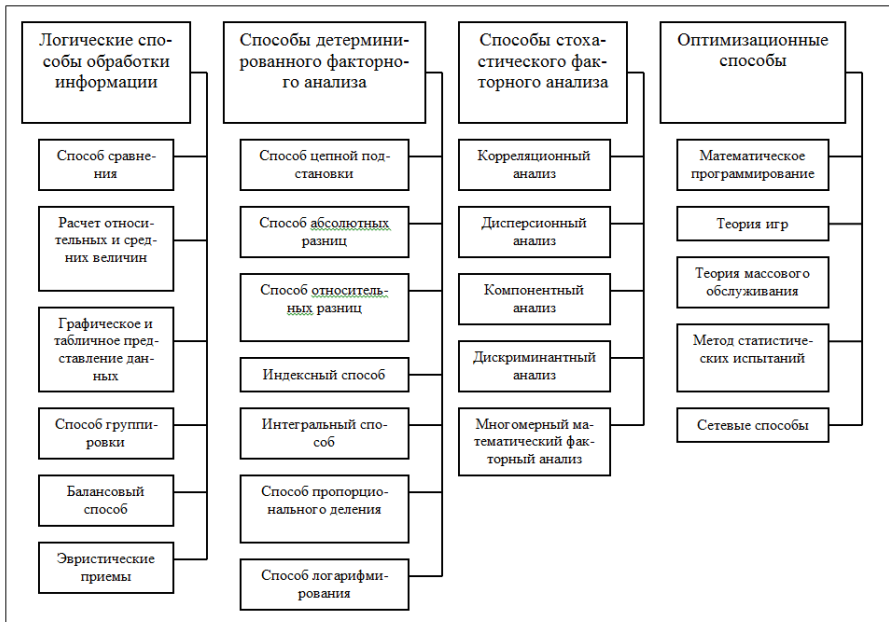 Логические спо-
собы обработки
информации
Способ сравне-
ния
Расчет относи-
тельных и сред-
них величин
Графическое и
табличное пред-
ставление дан-
ных
Способ группи-
ровки
Балансовый
способ
Эвристические
приемы
Способы детермини-
рованного факторно-
го анализа
Способ цепной под-
становки
Способ абсолютных
разниц
Способ относитель-
ных разниц
Индексный способ
Интегральный спо-
соб
Способ пропорцио-
нального деления
Способ логарифми-
рования
Способы стоха-
стического фак-
торного анализа
Корреляционный
анализ
Дисперсионный
анализ
Компонентный
анализ
Дискриминантный
анализ
Многомерный ма-
тематический фак-
торный анализ
Оптимизационные
способы
Математическое
программирование
Теория игр
Теория массового
обслуживания
Метод статистиче-
ских испытаний
Сетевые способы